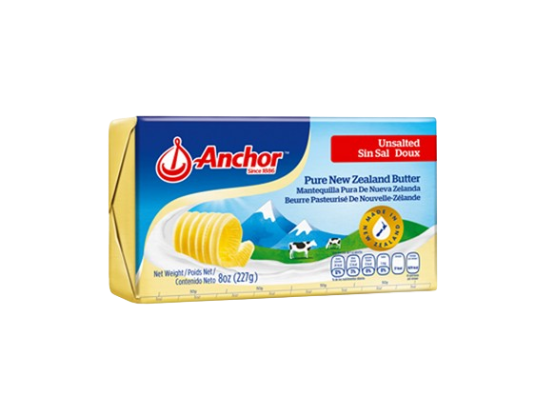 Anchor™
Since 1886
Unsalted
Sin Sal Doux
Pure New Zealand Butter
Mantequilla Pura De Nueva Zelanda
Beurre Pasteurisé De Nouvelle-Zélande
MADE IN
NEW ZEALAND
Net Weight/Poids Net/
Contenido Neto 8oz (227g)